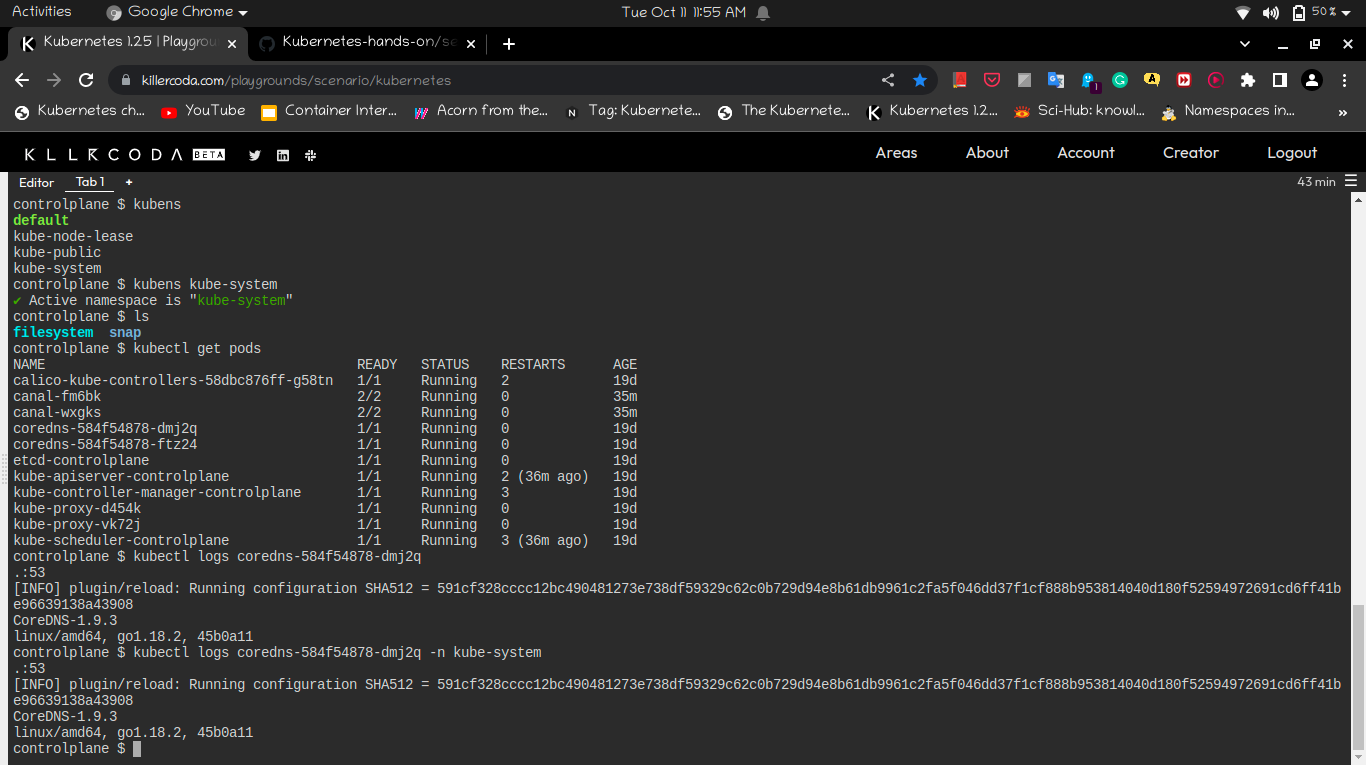 Activities
Google Chrome
Tue Oct 11 11:55 AM
50 %
Kubernetes 1.25 | Playgrou
Kubernetes-hands-on/se
killercoda.com/playgrounds/scenario/kubernetes
Kubernetes ch...
YouTube
Container Inter...
Acorn from the...
Tag: Kubernete...
The Kubernete...
Kubernetes 1.2...
Sci-Hub: knowl...
Namespaces in...
»
KLLRCODA BETA
Areas
About
Account
Creator
Logout
Editor
Tab 1
+
43 min
controlplane $ kubens
default
kube-node-lease
kube-public
kube-system
controlplane $ kubens kube-system
✔ Active namespace is "kube-system"
controlplane $ ls
filesystem snap
controlplane $ kubectl get pods
NAME READY STATUS RESTARTS AGE
calico-kube-controllers-58dbc876ff-g58tn 1/1 Running 2 19d
canal-fm6bk 2/2 Running 0 35m
canal-wxgks 2/2 Running 0 35m
coredns-584f54878-dmj2q 1/1 Running 0 19d
coredns-584f54878-ftz24 1/1 Running 0 19d
etcd-controlplane 1/1 Running 0 19d
kube-apiserver-controlplane 1/1 Running 2 (36m ago) 19d
kube-controller-manager-controlplane 1/1 Running 3 19d
kube-proxy-d454k 1/1 Running 0 19d
kube-proxy-vk72j 1/1 Running 0 19d
kube-scheduler-controlplane 1/1 Running 3 (36m ago) 19d
controlplane $ kubectl logs coredns-584f54878-dmj2q
.:53
[INFO] plugin/reload: Running configuration SHA512 = 591cf328cccc12bc490481273e738df59329c62c0b729d94e8b61db9961c2fa5f046dd37f1cf888b953814040d180f52594972691cd6ff41b
e96639138a43908
CoreDNS-1.9.3
linux/amd64, go1.18.2, 45b0a11
controlplane $ kubectl logs coredns-584f54878-dmj2q -n kube-system
.:53
[INFO] plugin/reload: Running configuration SHA512 = 591cf328cccc12bc490481273e738df59329c62c0b729d94e8b61db9961c2fa5f046dd37f1cf888b953814040d180f52594972691cd6ff41b
e96639138a43908
CoreDNS-1.9.3
linux/amd64, go1.18.2, 45b0a11
controlplane $